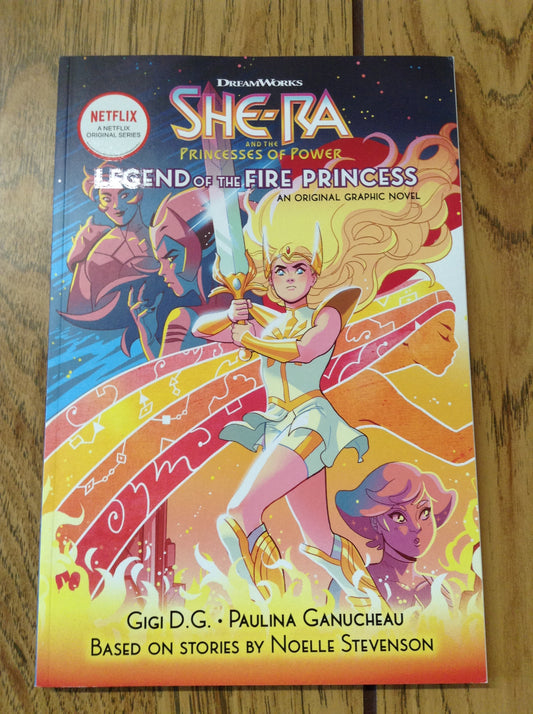 DREAMWORKS
NETFLIX
A NETFLIX
ORIGINAL SERIES
SHE-RA
AND THE
PRINCESSES OF POWER
LEGEND OF THE FIRE PRINCESS
AN ORIGINAL GRAPHIC NOVEL
GIGI D.G. • PAULINA GANUCHEAU
BASED ON STORIES BY NOELLE STEVENSON